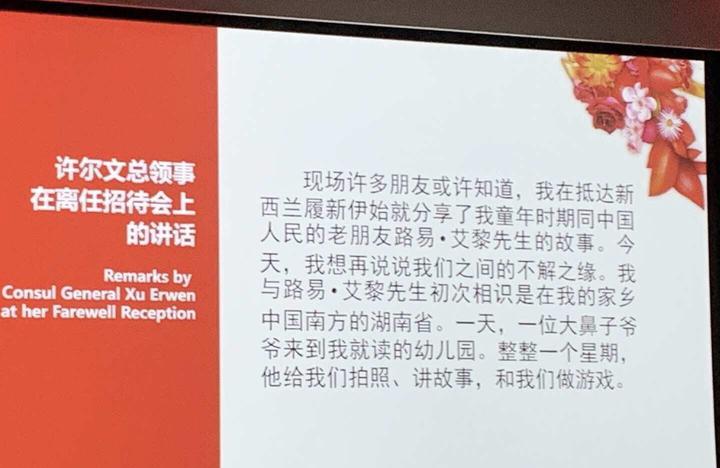 许尔文总领事
在离任招待会上
的讲话
Remarks by
Consul General Xu Erwen
at her Farewell Reception
现场许多朋友或许知道，我在抵达新
西兰履新伊始就分享了我童年时期同中国
人民的老朋友路易•艾黎先生的故事。今
天，我想再说说我们之间的不解之缘。我
与路易•艾黎先生初次相识是在我的家乡
中国南方的湖南省。一天，一位大鼻子爷
爷来到我就读的幼儿园。整整一个星期，
他给我们拍照、讲故事，和我们做游戏。